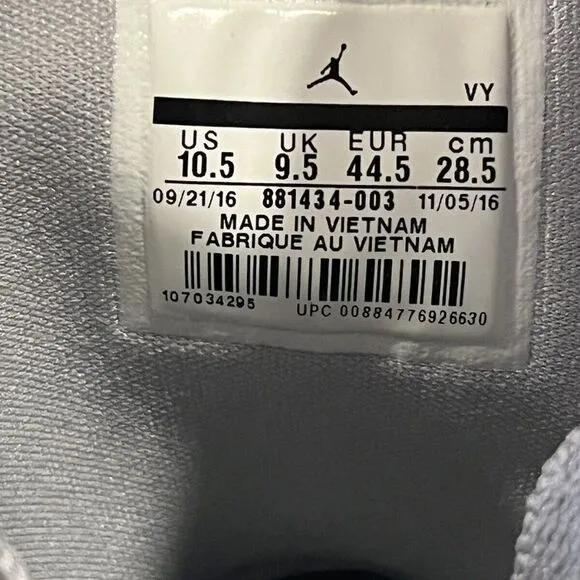 VY
US UK EUR cm
10.5 9.5 44.5 28.5
09/21/16 881434-003 11/05/16
MADE IN VIETNAM
FABRIQUE AU VIETNAM
107034295
UPC 00884776926630